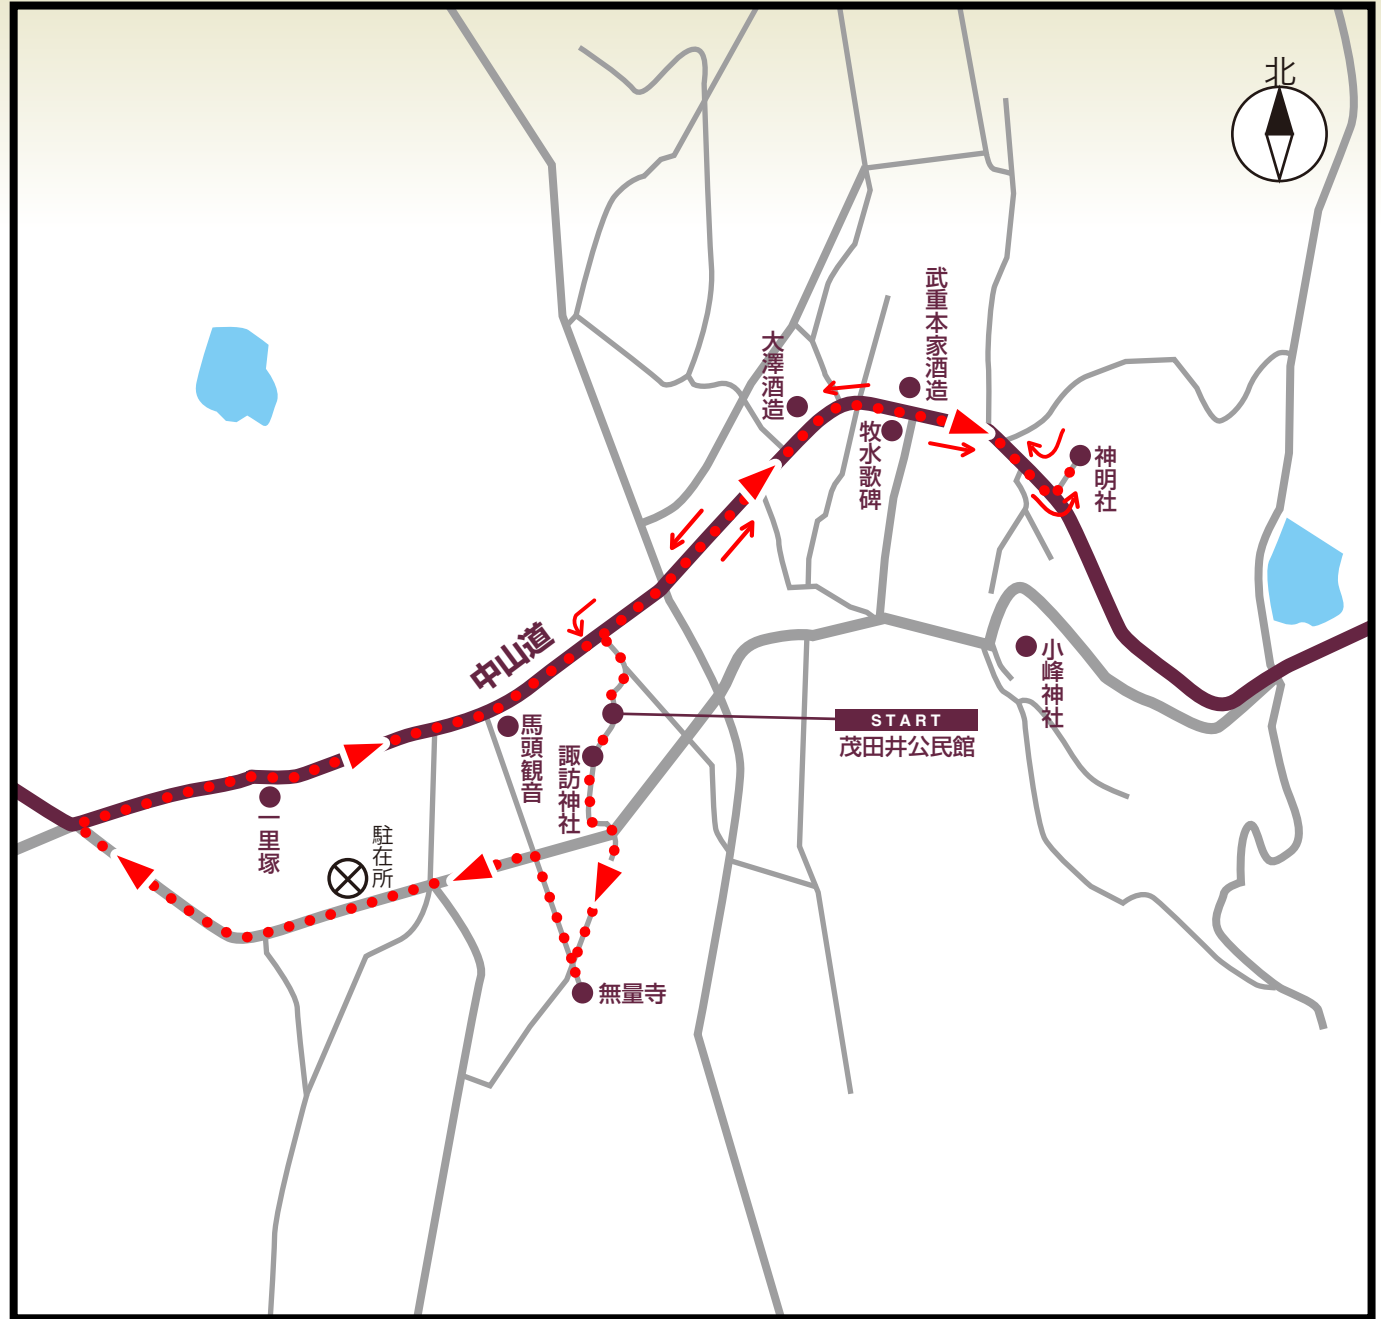 北
武重本家酒造
大澤酒造
牧水歌碑
神明社
中山道
小峰神社
START
茂田井公民館
馬頭観音
諏訪神社
一里塚
駐在所
無量寺